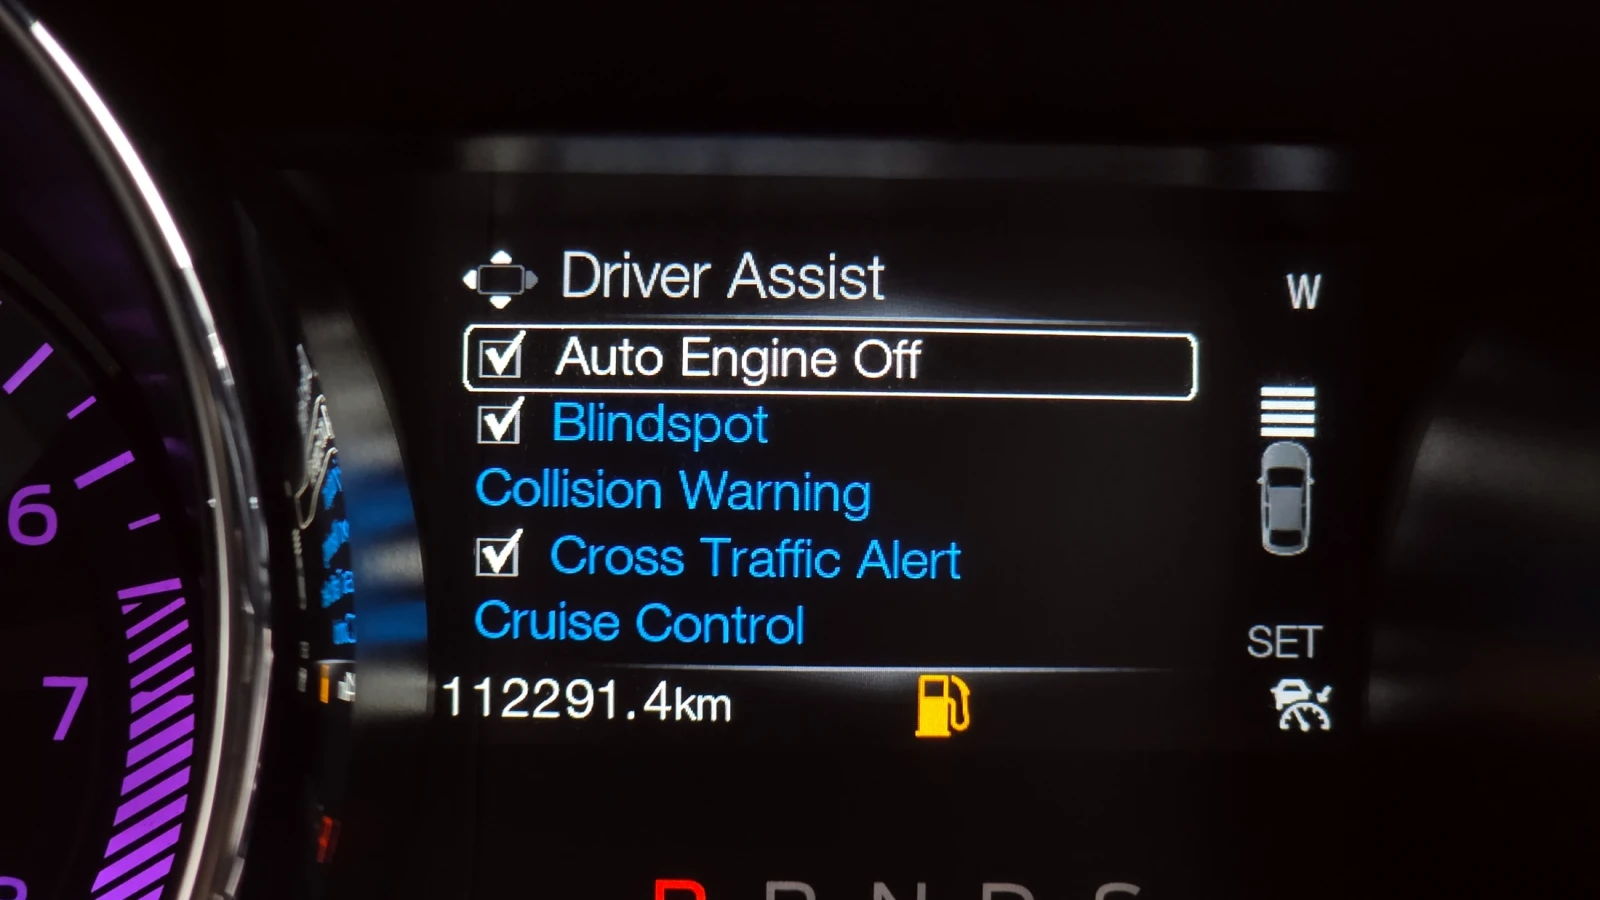 Driver Assist
W
Auto Engine Off
Blindspot
Collision Warning
Cross Traffic Alert
Cruise Control
SET
112291.4km
6
7
P R N D S